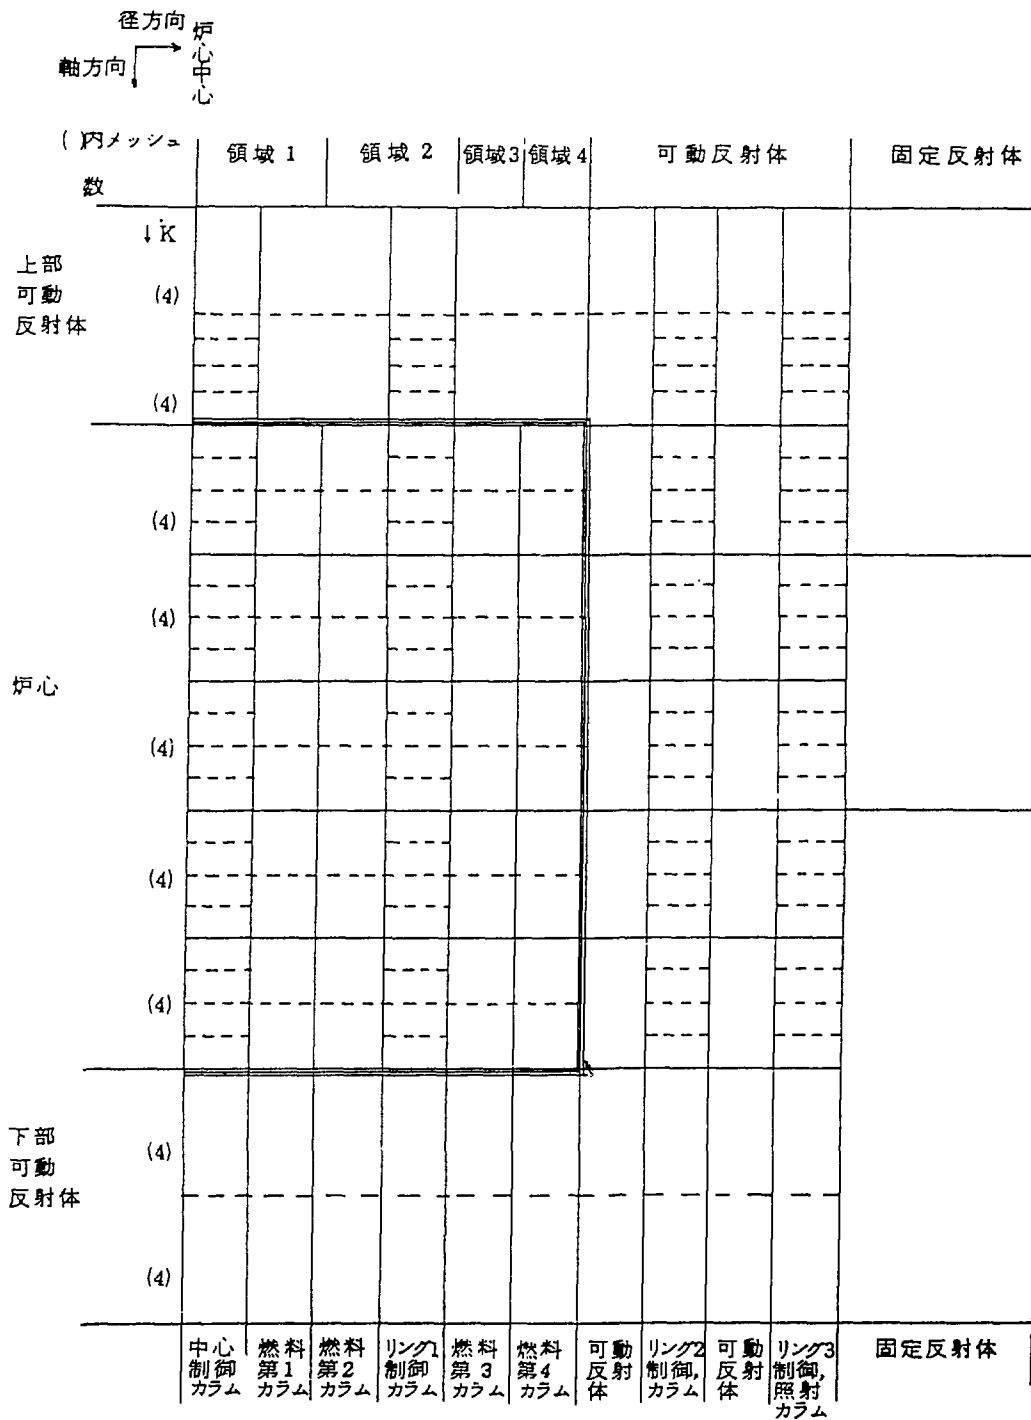 径方向
炉心中心
軸方向
( )内メッシュ
数
領域1
領域2
領域3
領域4
可動反射体
固定反射体
↓K
上部
可動
反射体
(4)
(4)
(4)
(4)
炉心
(4)
(4)
(4)
下部
可動
反射体
(4)
(4)
中心
制御
カラム
燃料
第1
カラム
燃料
第2
カラム
リング1
制御
カラム
燃料
第3
カラム
燃料
第4
カラム
可動
反射
体
リング2
制御,
カラム
可動
反射
体
リング3
制御,
照射
カラム
固定反射体